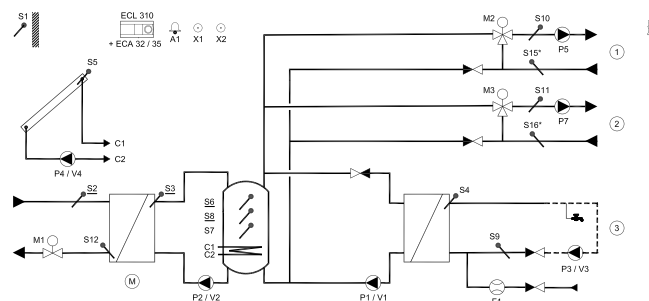 S1
ECL 310
+ ECA 32 / 35
A1
X1
X2
M2
S10
P5
S15*
1
S5
C1
C2
P4 / V4
M3
S11
P7
S16*
2
S2
S3
S6
S8
S7
C1
C2
S4
M1
S12
S9
3
M
P2 / V2
P1 / V1
P3 / V3